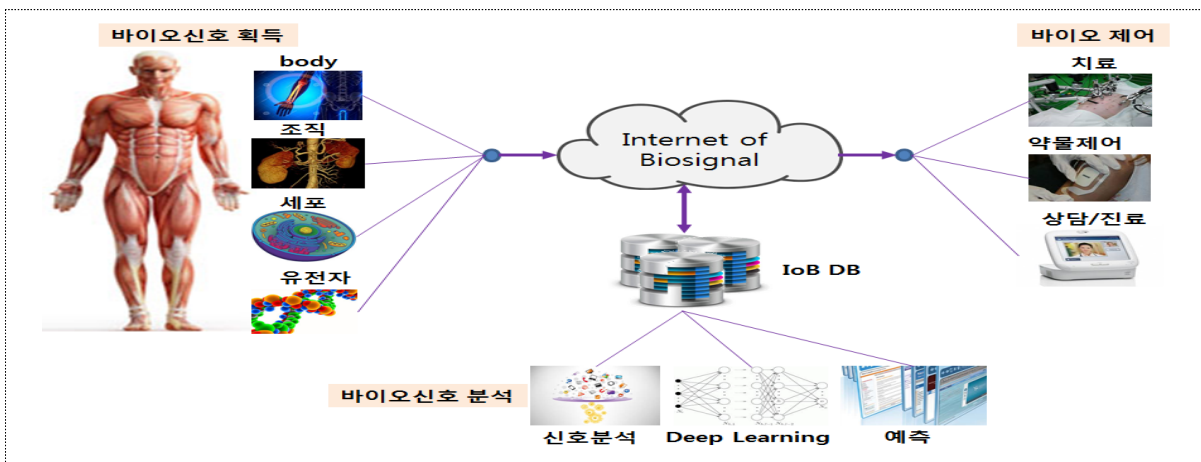 바이오신호 획득
body
조직
세포
유전자
Internet of
Biosignal
IoB DB
바이오 제어
치료
약물제어
상담/진료
바이오신호 분석
신호분석
Deep Learning
예측